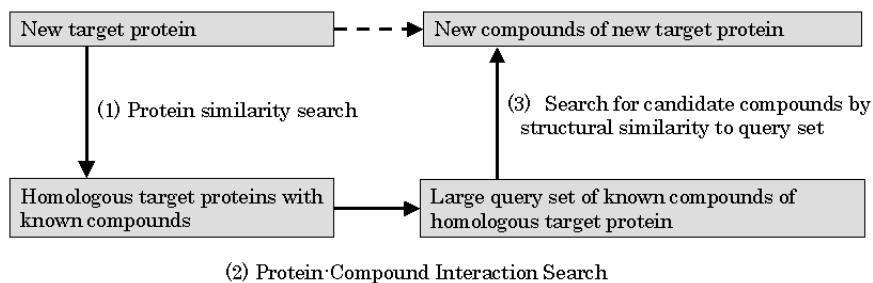 New target protein
New compounds of new target protein
(1) Protein similarity search
(3) Search for candidate compounds by
structural similarity to query set
Homologous target proteins with
known compounds
Large query set of known compounds of
homologous target protein
(2) Protein·Compound Interaction Search